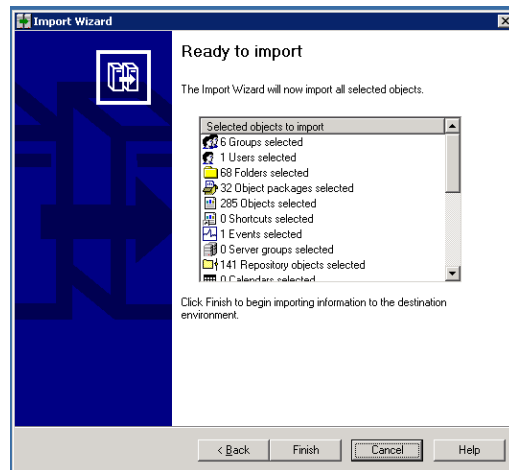 Import Wizard
Ready to import
The Import Wizard will now import all selected objects.
Selected objects to import
6 Groups selected
1 Users selected
68 Folders selected
32 Object packages selected
285 Objects selected
0 Shortcuts selected
1 Events selected
0 Server groups selected
141 Repository objects selected
0 Calendars selected
Click Finish to begin importing information to the destination
environment.
< Back Finish Cancel Help